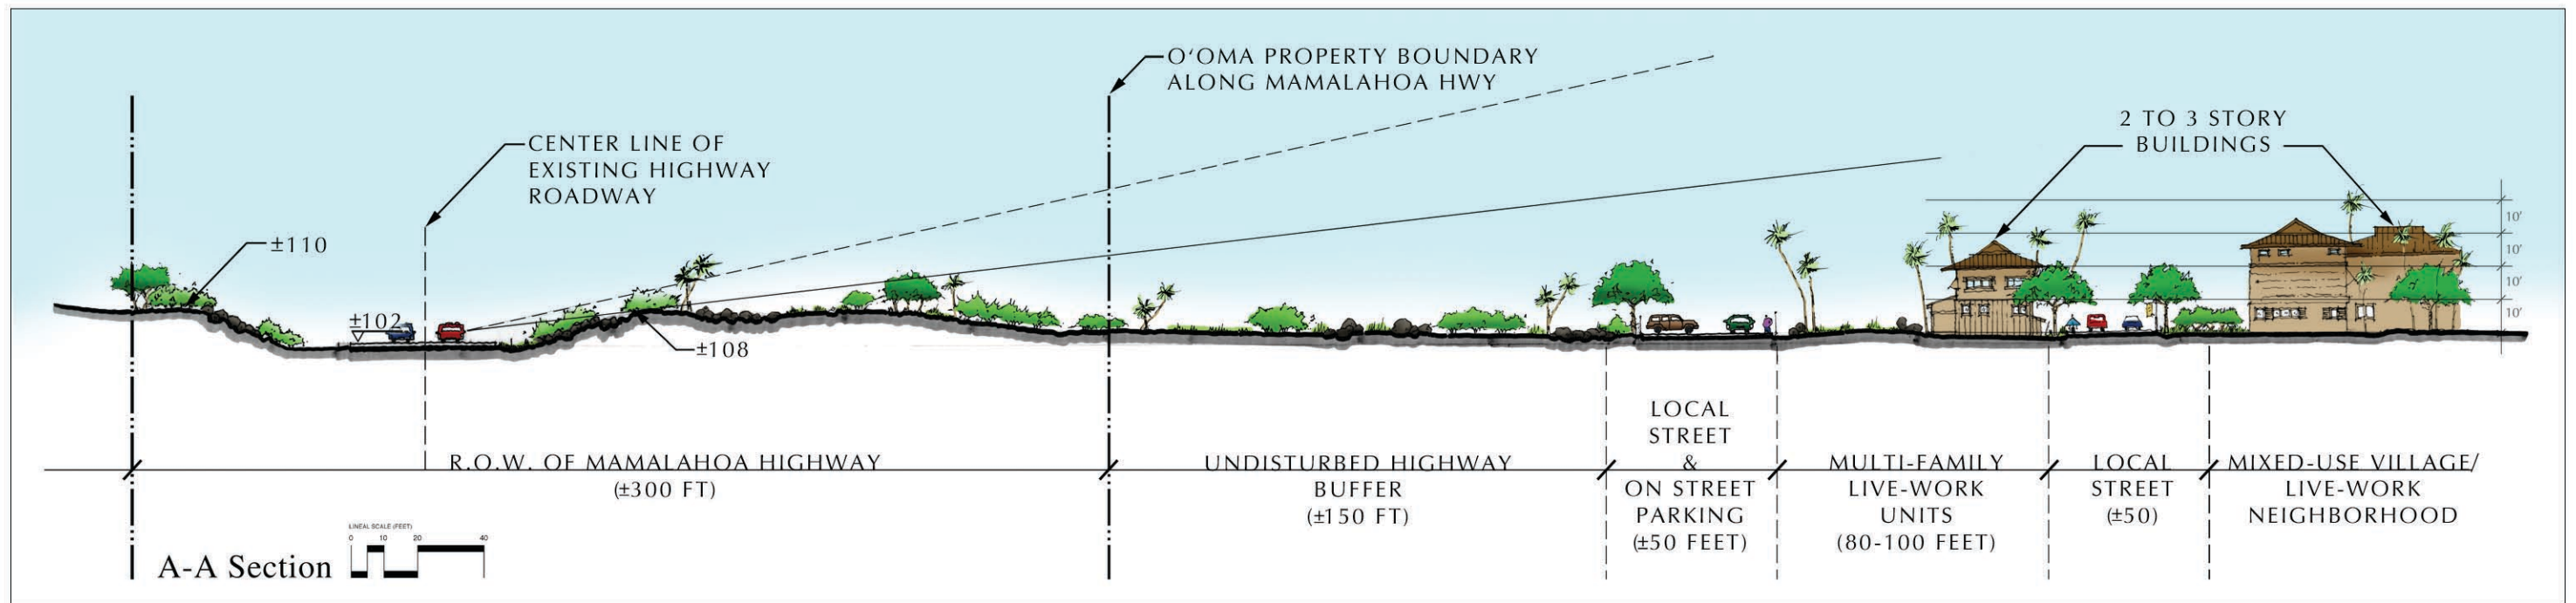 O‘OMA PROPERTY BOUNDARY
ALONG MAMALAHOA HWY
CENTER LINE OF
EXISTING HIGHWAY
ROADWAY
2 TO 3 STORY
BUILDINGS
±110
±102
±108
10'
10'
10'
10'
R.O.W. OF MAMALAHOA HIGHWAY
(±300 FT)
UNDISTURBED HIGHWAY
BUFFER
(±150 FT)
LOCAL
STREET
&
ON STREET
PARKING
(±50 FEET)
MULTI-FAMILY
LIVE-WORK
UNITS
(80-100 FEET)
LOCAL
STREET
(±50)
MIXED-USE VILLAGE/
LIVE-WORK
NEIGHBORHOOD
A-A Section
LINEAL SCALE (FEET)
0 10 20 40